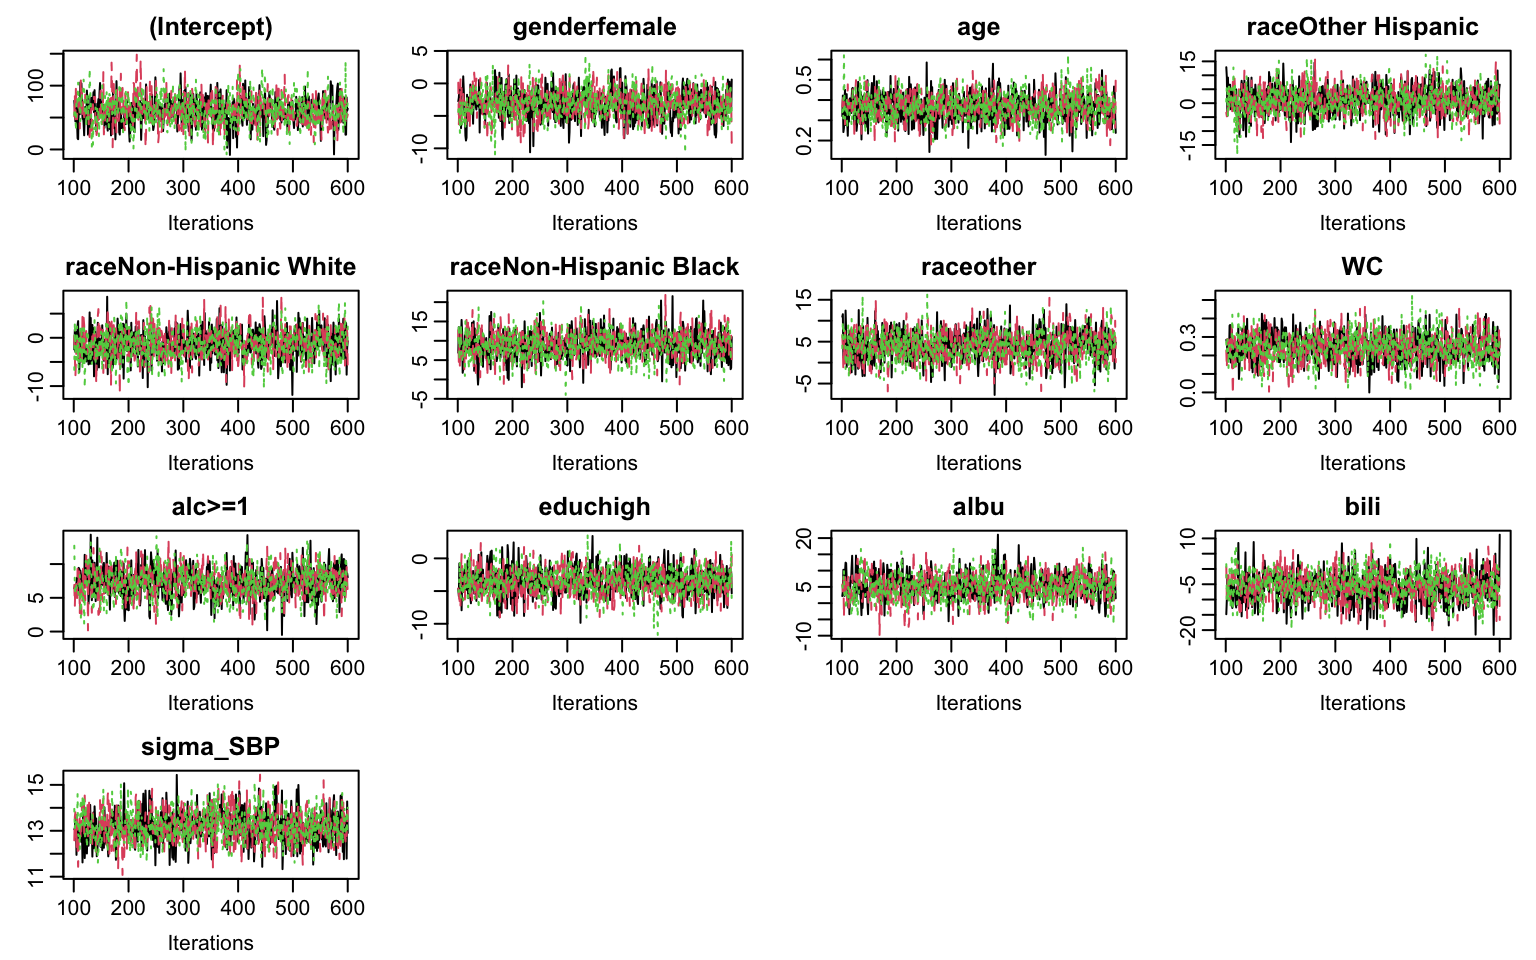 (Intercept) genderfemale age raceOther Hispanic
100 0 5 0 -10 0.5 0.2 15 0 -15
100 200 300 400 500 600 100 200 300 400 500 600 100 200 300 400 500 600 100 200 300 400 500 600
Iterations Iterations Iterations Iterations
raceNon-Hispanic White raceNon-Hispanic Black raceother WC
0 -10 15 5 -5 15 5 -5 0.3 0.0
100 200 300 400 500 600 100 200 300 400 500 600 100 200 300 400 500 600 100 200 300 400 500 600
Iterations Iterations Iterations Iterations
alc>=1 educhigh albu bili
5 0 0 -10 20 5 -10 10 -5 -20
100 200 300 400 500 600 100 200 300 400 500 600 100 200 300 400 500 600 100 200 300 400 500 600
Iterations Iterations Iterations Iterations
sigma_SBP
15 13 11
100 200 300 400 500 600
Iterations